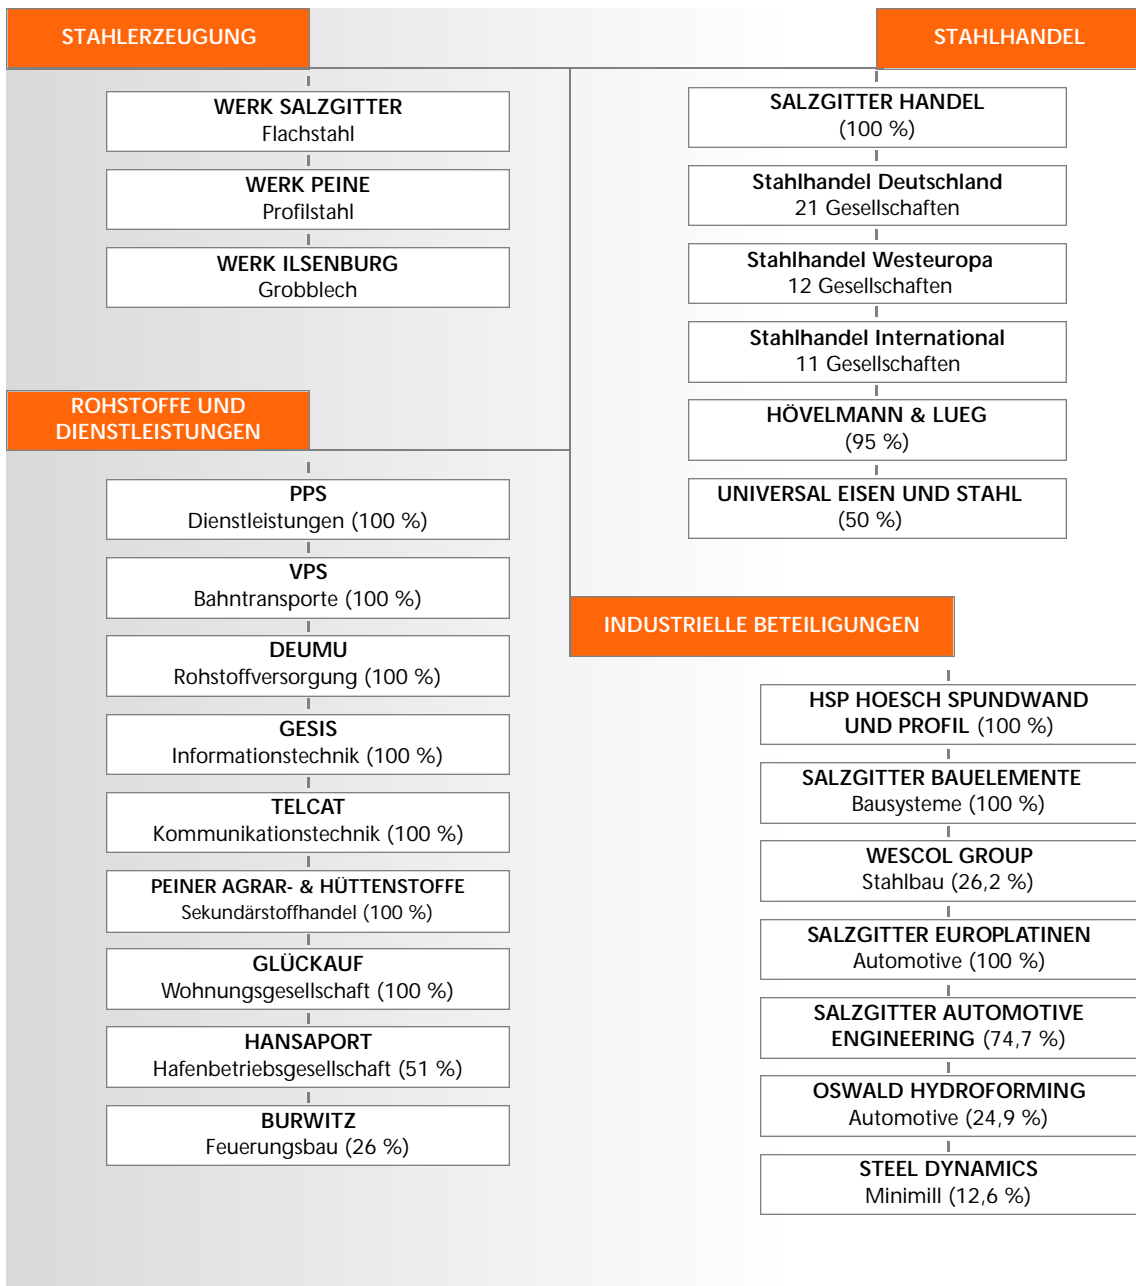 STAHLERZEUGUNG
WERK SALZGITTER
Flachstahl
WERK PEINE
Profilstahl
WERK ILSENBURG
Grobblech
ROHSTOFFE UND
DIENSTLEISTUNGEN
PPS
Dienstleistungen (100 %)
VPS
Bahntransporte (100 %)
DEUMU
Rohstoffversorgung (100 %)
GESIS
Informationstechnik (100 %)
TELCAT
Kommunikationstechnik (100 %)
PEINER AGRAR- & HÜTTENSTOFFE
Sekundärstoffhandel (100 %)
GLÜCKAUF
Wohnungsgesellschaft (100 %)
HANSAPORT
Hafenbetriebsgesellschaft (51 %)
BURWITZ
Feuerungsbau (26 %)
STAHLHANDEL
SALZGITTER HANDEL
(100 %)
Stahlhandel Deutschland
21 Gesellschaften
Stahlhandel Westeuropa
12 Gesellschaften
Stahlhandel International
11 Gesellschaften
HÖVELMANN & LUEG
(95 %)
UNIVERSAL EISEN UND STAHL
(50 %)
INDUSTRIELLE BETEILIGUNGEN
HSP HOESCH SPUNDWAND
UND PROFIL (100 %)
SALZGITTER BAUELEMENTE
Bausysteme (100 %)
WESCOL GROUP
Stahlbau (26,2 %)
SALZGITTER EUROPLATINEN
Automotive (100 %)
SALZGITTER AUTOMOTIVE
ENGINEERING (74,7 %)
OSWALD HYDROFORMING
Automotive (24,9 %)
STEEL DYNAMICS
Minimill (12,6 %)